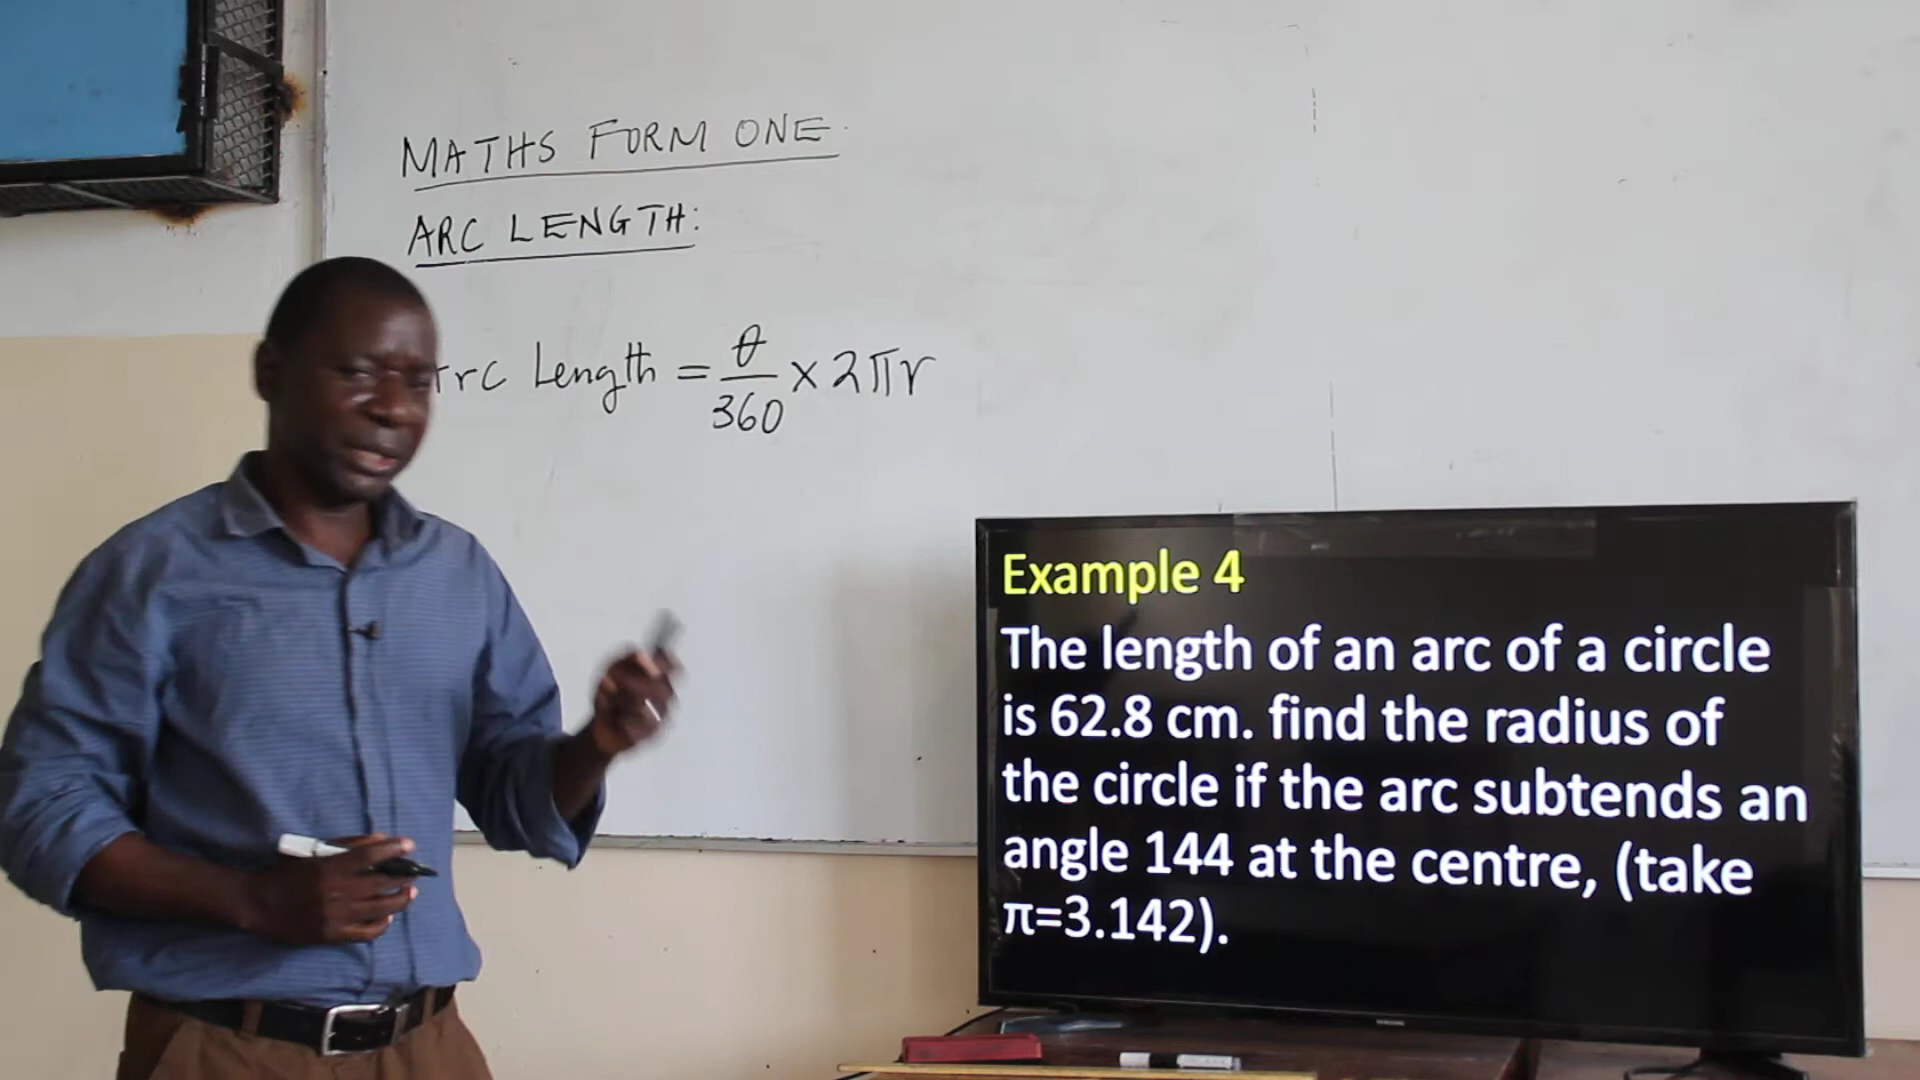 MATHS FORM ONE.
ARC LENGTH:
rc Length = θ/360 × 2πr
Example 4
The length of an arc of a circle
is 62.8 cm. find the radius of
the circle if the arc subtends an
angle 144 at the centre, (take
π=3.142).